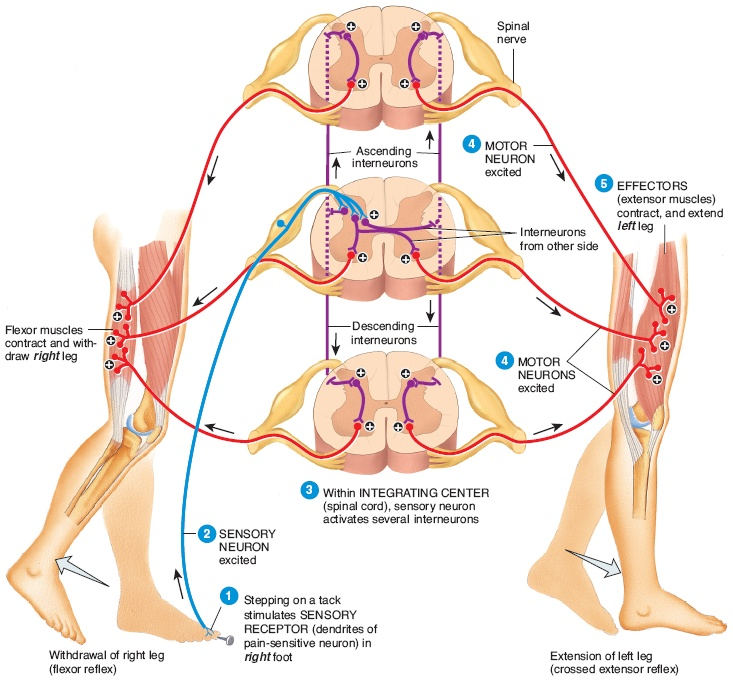 Spinal
nerve
Ascending
interneurons
4 MOTOR
NEURON
excited
5 EFFECTORS
(extensor muscles)
contract, and extend
left leg
Interneurons
from other side
Flexor muscles
contract and with-
draw right leg
Descending
interneurons
4 MOTOR
NEURONS
excited
3 Within INTEGRATING CENTER
(spinal cord), sensory neuron
activates several interneurons
2 SENSORY
NEURON
excited
1 Stepping on a tack
stimulates SENSORY
RECEPTOR (dendrites of
pain-sensitive neuron) in
right foot
Withdrawal of right leg
(flexor reflex)
Extension of left leg
(crossed extensor reflex)